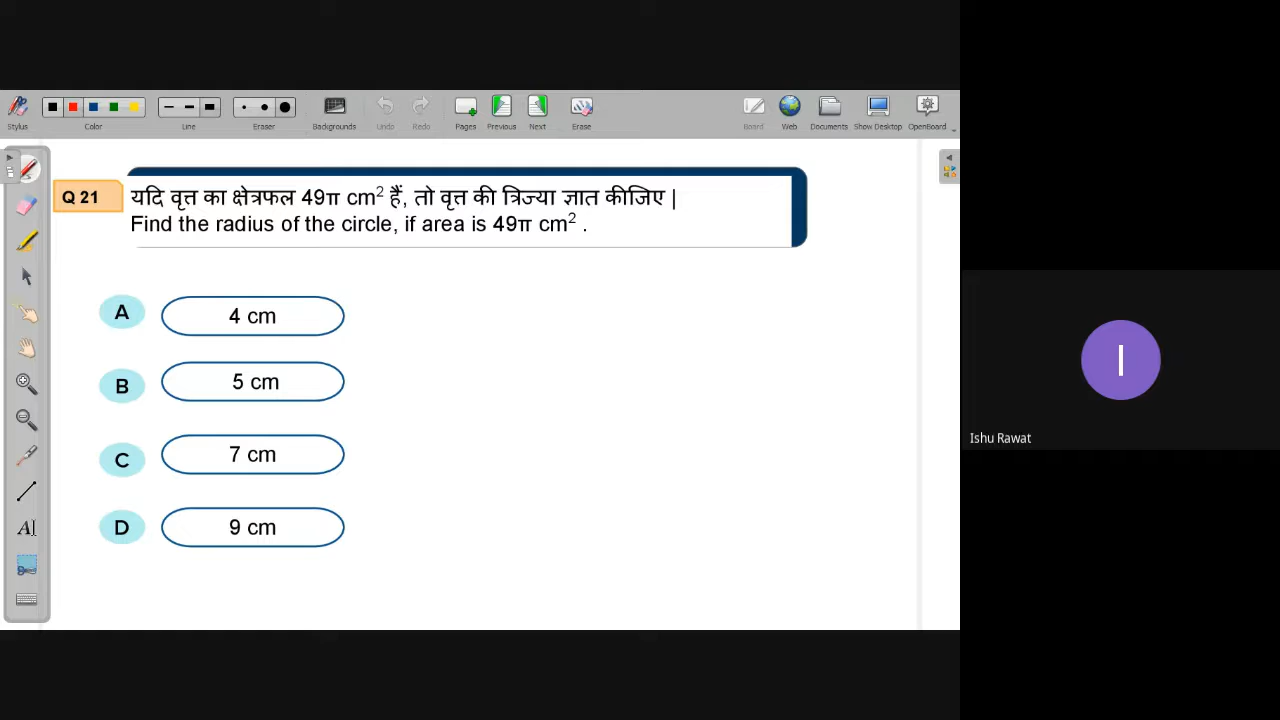 Stylus
Color
Line
Eraser
Backgrounds
Undo
Redo
Pages
Previous
Next
Erase
Board
Web
Documents
Show Desktop
OpenBoard
Q 21
यदि वृत्त का क्षेत्रफल 49π cm² हैं, तो वृत्त की त्रिज्या ज्ञात कीजिए |
Find the radius of the circle, if area is 49π cm² .
A
4 cm
B
5 cm
C
7 cm
D
9 cm
AI
I
Ishu Rawat